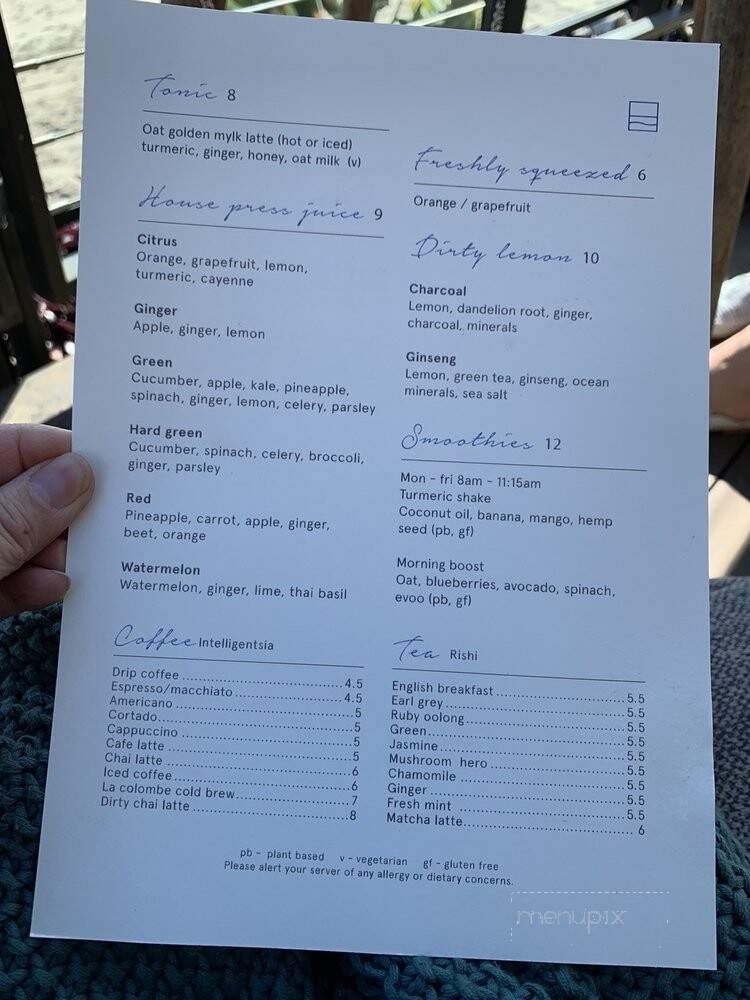 Tonic 8
Oat golden mylk latte (hot or iced)
turmeric, ginger, honey, oat milk (v)
House press juice 9
Citrus
Orange, grapefruit, lemon,
turmeric, cayenne
Ginger
Apple, ginger, lemon
Green
Cucumber, apple, kale, pineapple,
spinach, ginger, lemon, celery, parsley
Hard green
Cucumber, spinach, celery, broccoli,
ginger, parsley
Red
Pineapple, carrot, apple, ginger,
beet, orange
Watermelon
Watermelon, ginger, lime, thai basil
Freshly squeezed 6
Orange / grapefruit
Dirty lemon 10
Charcoal
Lemon, dandelion root, ginger,
charcoal, minerals
Ginseng
Lemon, green tea, ginseng, ocean
minerals, sea salt
Smoothies 12
Mon - fri 8am - 11:15am
Turmeric shake
Coconut oil, banana, mango, hemp
seed (pb, gf)
Morning boost
Oat, blueberries, avocado, spinach,
evoo (pb, gf)
Coffee Intelligentsia
Drip coffee 4.5
Espresso/macchiato 4.5
Americano 5
Cortado 5
Cappuccino 5
Cafe latte 5
Chai latte 6
Iced coffee 6
La colombe cold brew 7
Dirty chai latte 8
Tea Rishi
English breakfast 5.5
Earl grey 5.5
Ruby oolong 5.5
Green 5.5
Jasmine 5.5
Mushroom hero 5.5
Chamomile 5.5
Ginger 5.5
Fresh mint 5.5
Matcha latte 6
pb - plant based v - vegetarian gf - gluten free
Please alert your server of any allergy or dietary concerns.
menupix